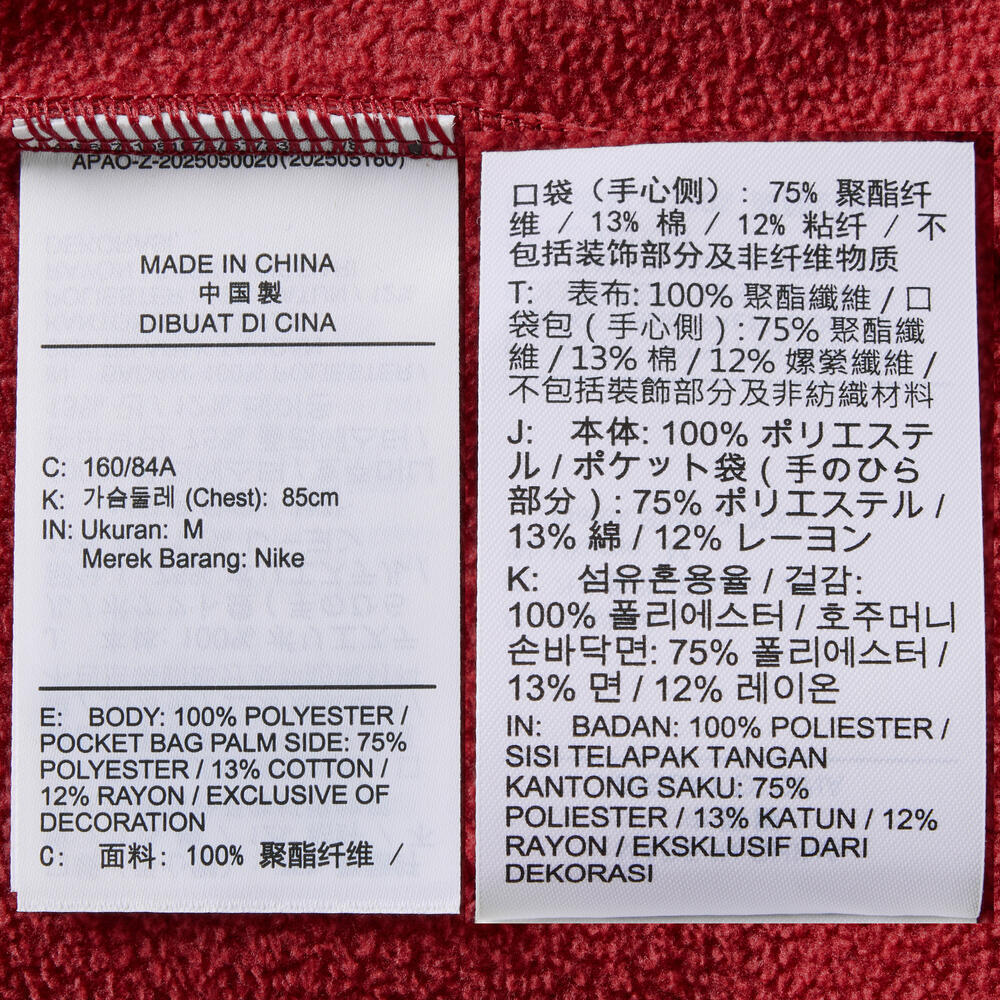 APAO-Z-2025050020(202505160)
MADE IN CHINA
中国製
DIBUAT DI CINA
C: 160/84A
K: 가슴둘레 (Chest): 85cm
IN: Ukuran: M
Merek Barang: Nike
E: BODY: 100% POLYESTER /
POCKET BAG PALM SIDE: 75%
POLYESTER / 13% COTTON /
12% RAYON / EXCLUSIVE OF
DECORATION
C: 面料: 100% 聚酯纤维 /
口袋（手心侧）: 75% 聚酯纤
维 / 13% 棉 / 12% 粘纤 / 不
包括装饰部分及非纤维物质
T: 表布: 100% 聚酯纖維 / 口
袋包 ( 手心側 ) : 75% 聚酯纖
維 / 13% 棉 / 12% 嫘縈纖維 /
不包括裝飾部分及非紡織材料
J: 本体: 100% ポリエステ
ル / ポケット袋 ( 手のひら
部分 ) : 75% ポリエステル /
13% 綿 / 12% レーヨン
K: 섬유혼용율 / 겉감:
100% 폴리에스터 / 호주머니
손바닥면: 75% 폴리에스터 /
13% 면 / 12% 레이온
IN: BADAN: 100% POLIESTER /
SISI TELAPAK TANGAN
KANTONG SAKU: 75%
POLIESTER / 13% KATUN / 12%
RAYON / EKSKLUSIF DARI
DEKORASI